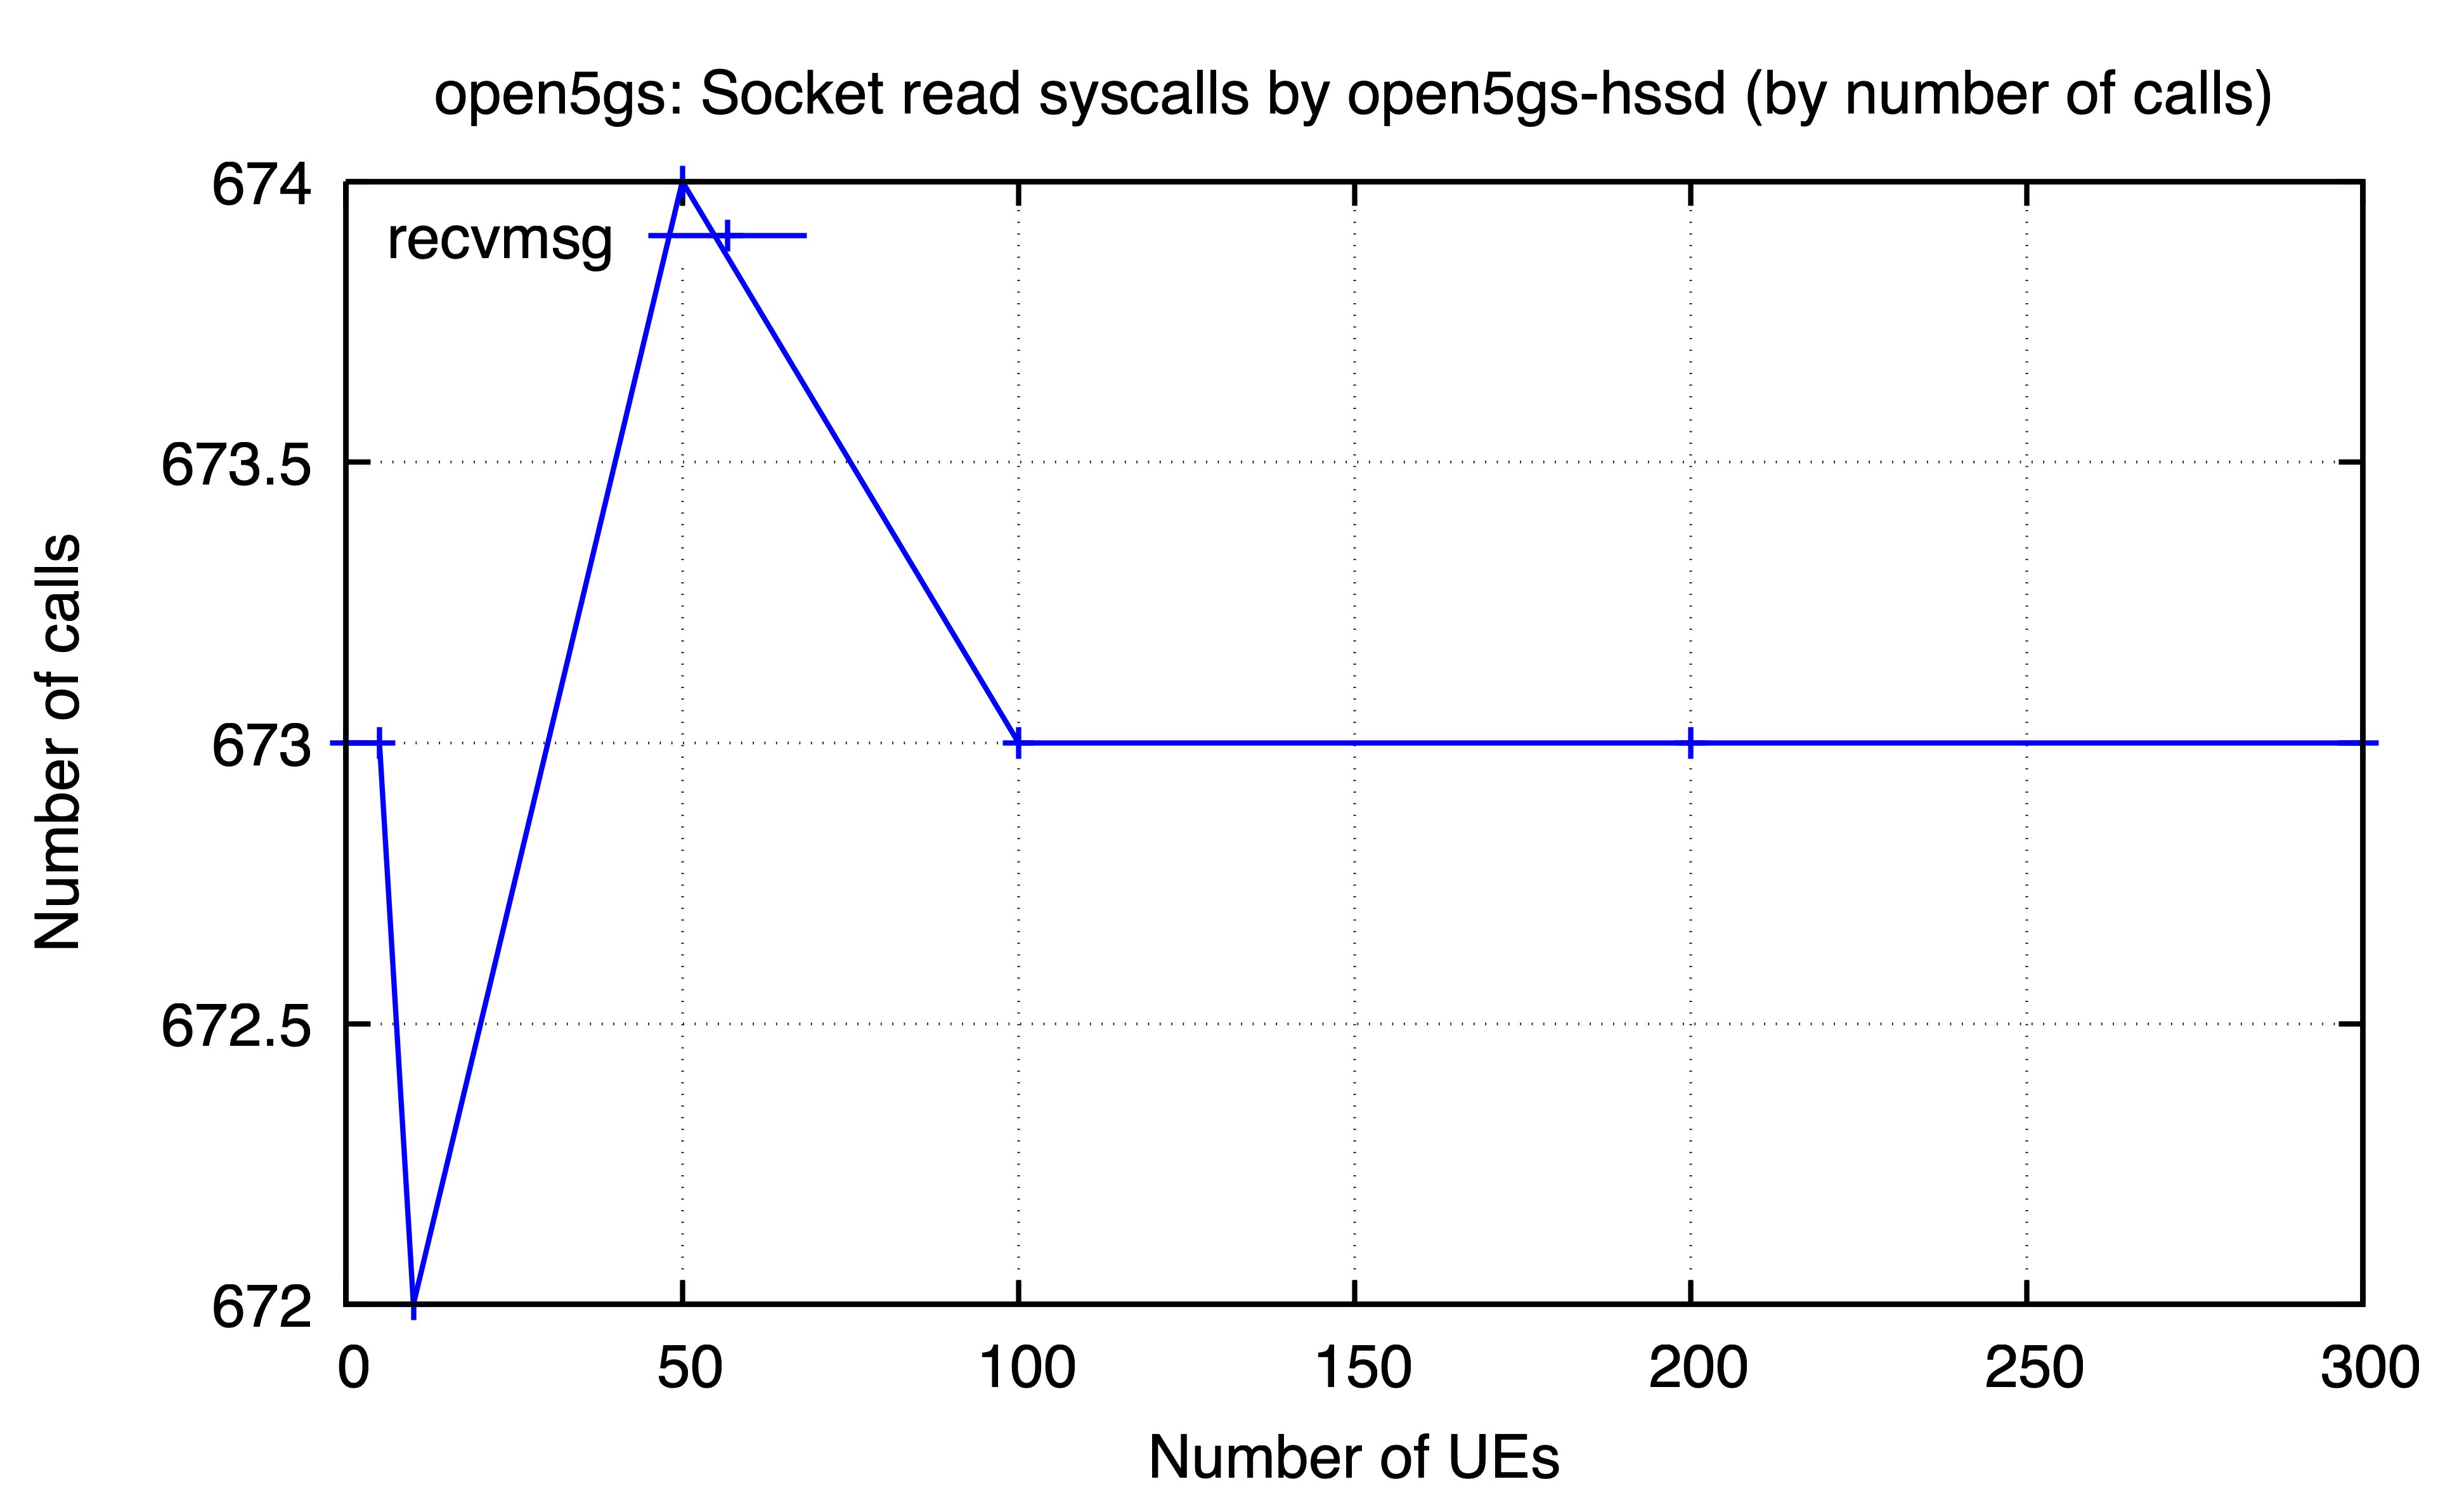 open5gs: Socket read syscalls by open5gs-hssd (by number of calls)
674
recvmsg
673.5
673
672.5
672
Number of calls
0 50 100 150 200 250 300
Number of UEs